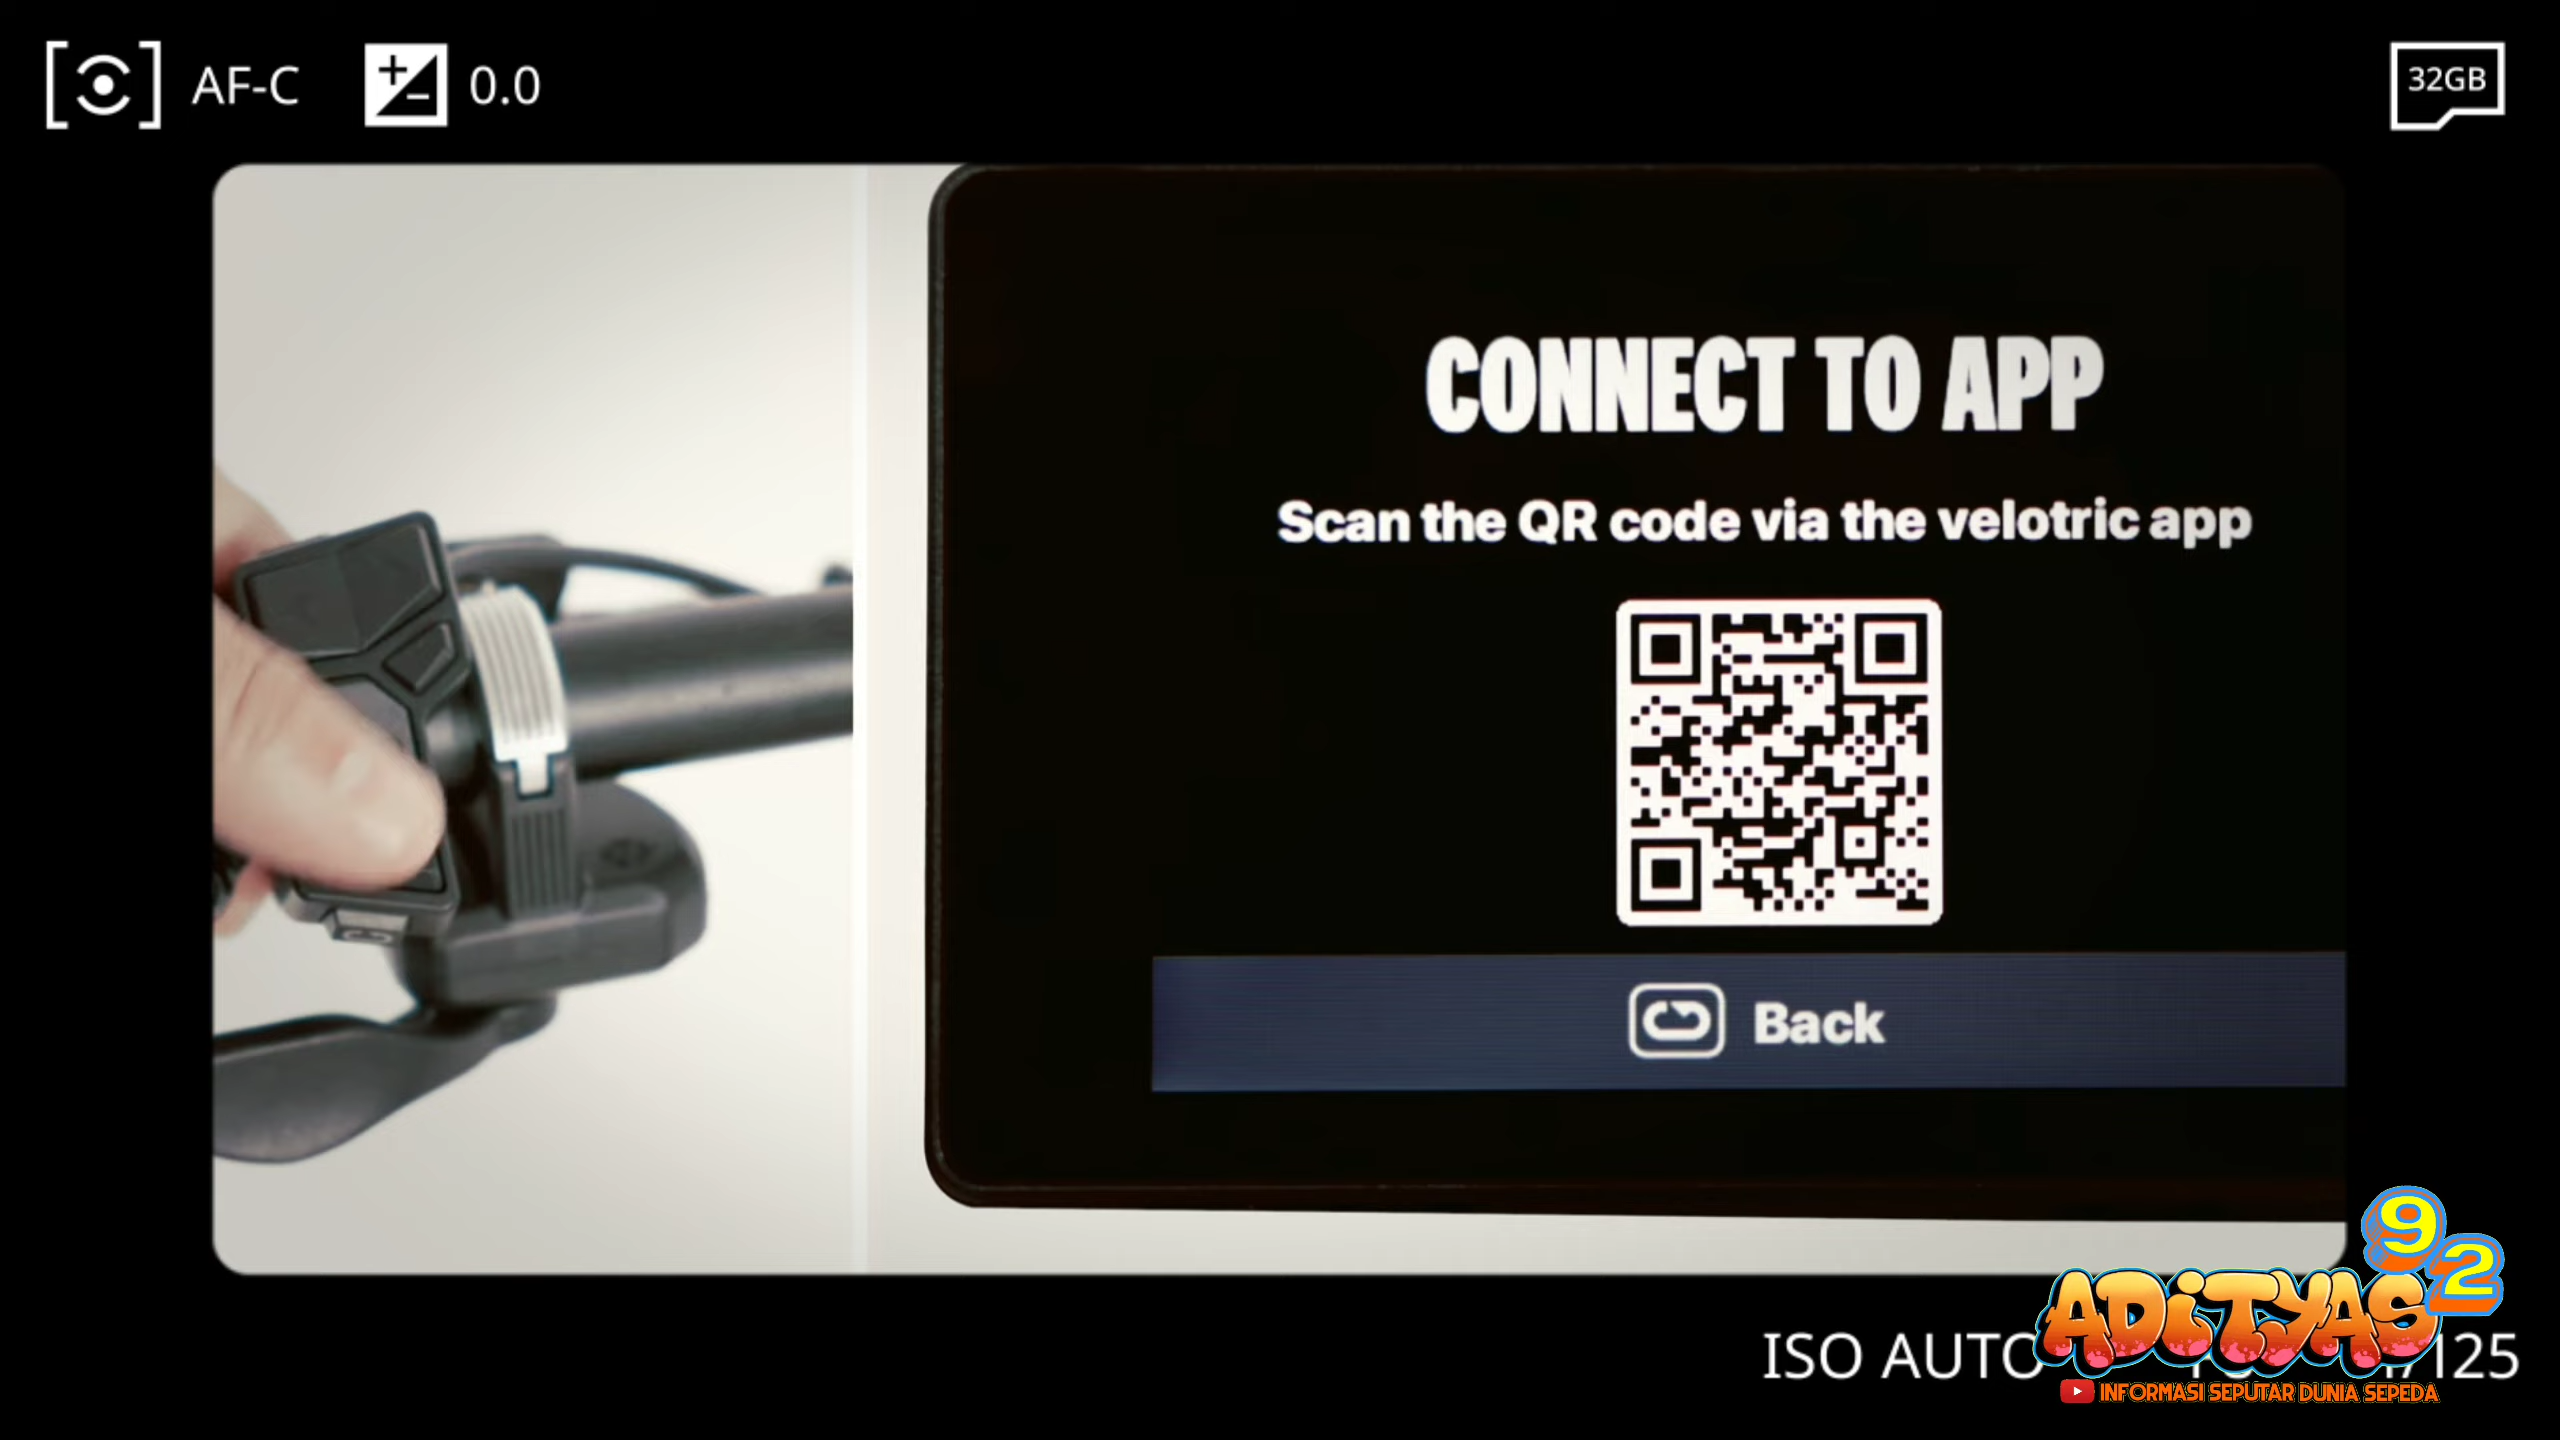 AF-C
0.0
32GB
CONNECT TO APP
Scan the QR code via the velotric app
Back
ISO AUTO
125
ADiTYAS
92
INFORMASI SEPUTAR DUNIA SEPEDA